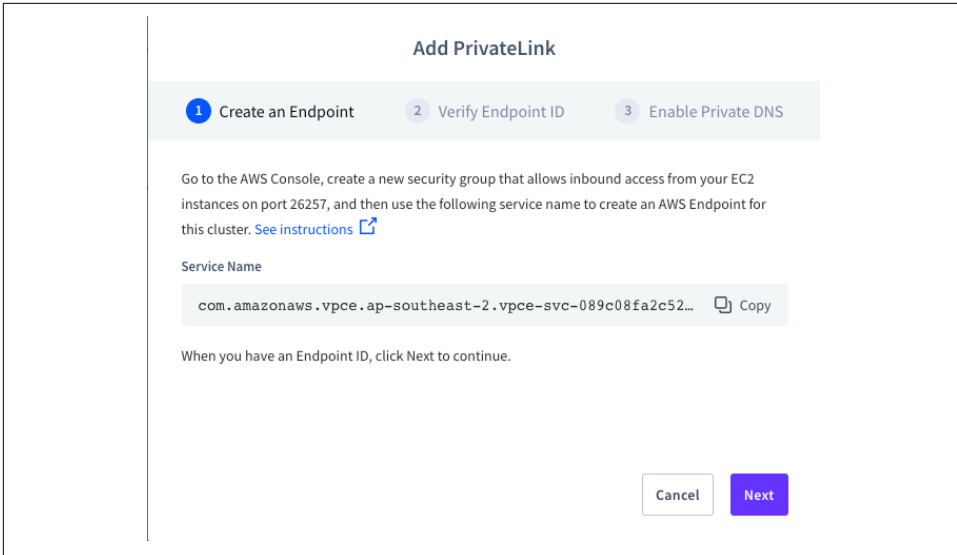 Add PrivateLink
1 Create an Endpoint 2 Verify Endpoint ID 3 Enable Private DNS
Go to the AWS Console, create a new security group that allows inbound access from your EC2
instances on port 26257, and then use the following service name to create an AWS Endpoint for
this cluster. See instructions
Service Name
com.amazonaws.vpce.ap-southeast-2.vpce-svc-089c08fa2c52… Copy
When you have an Endpoint ID, click Next to continue.
Cancel Next